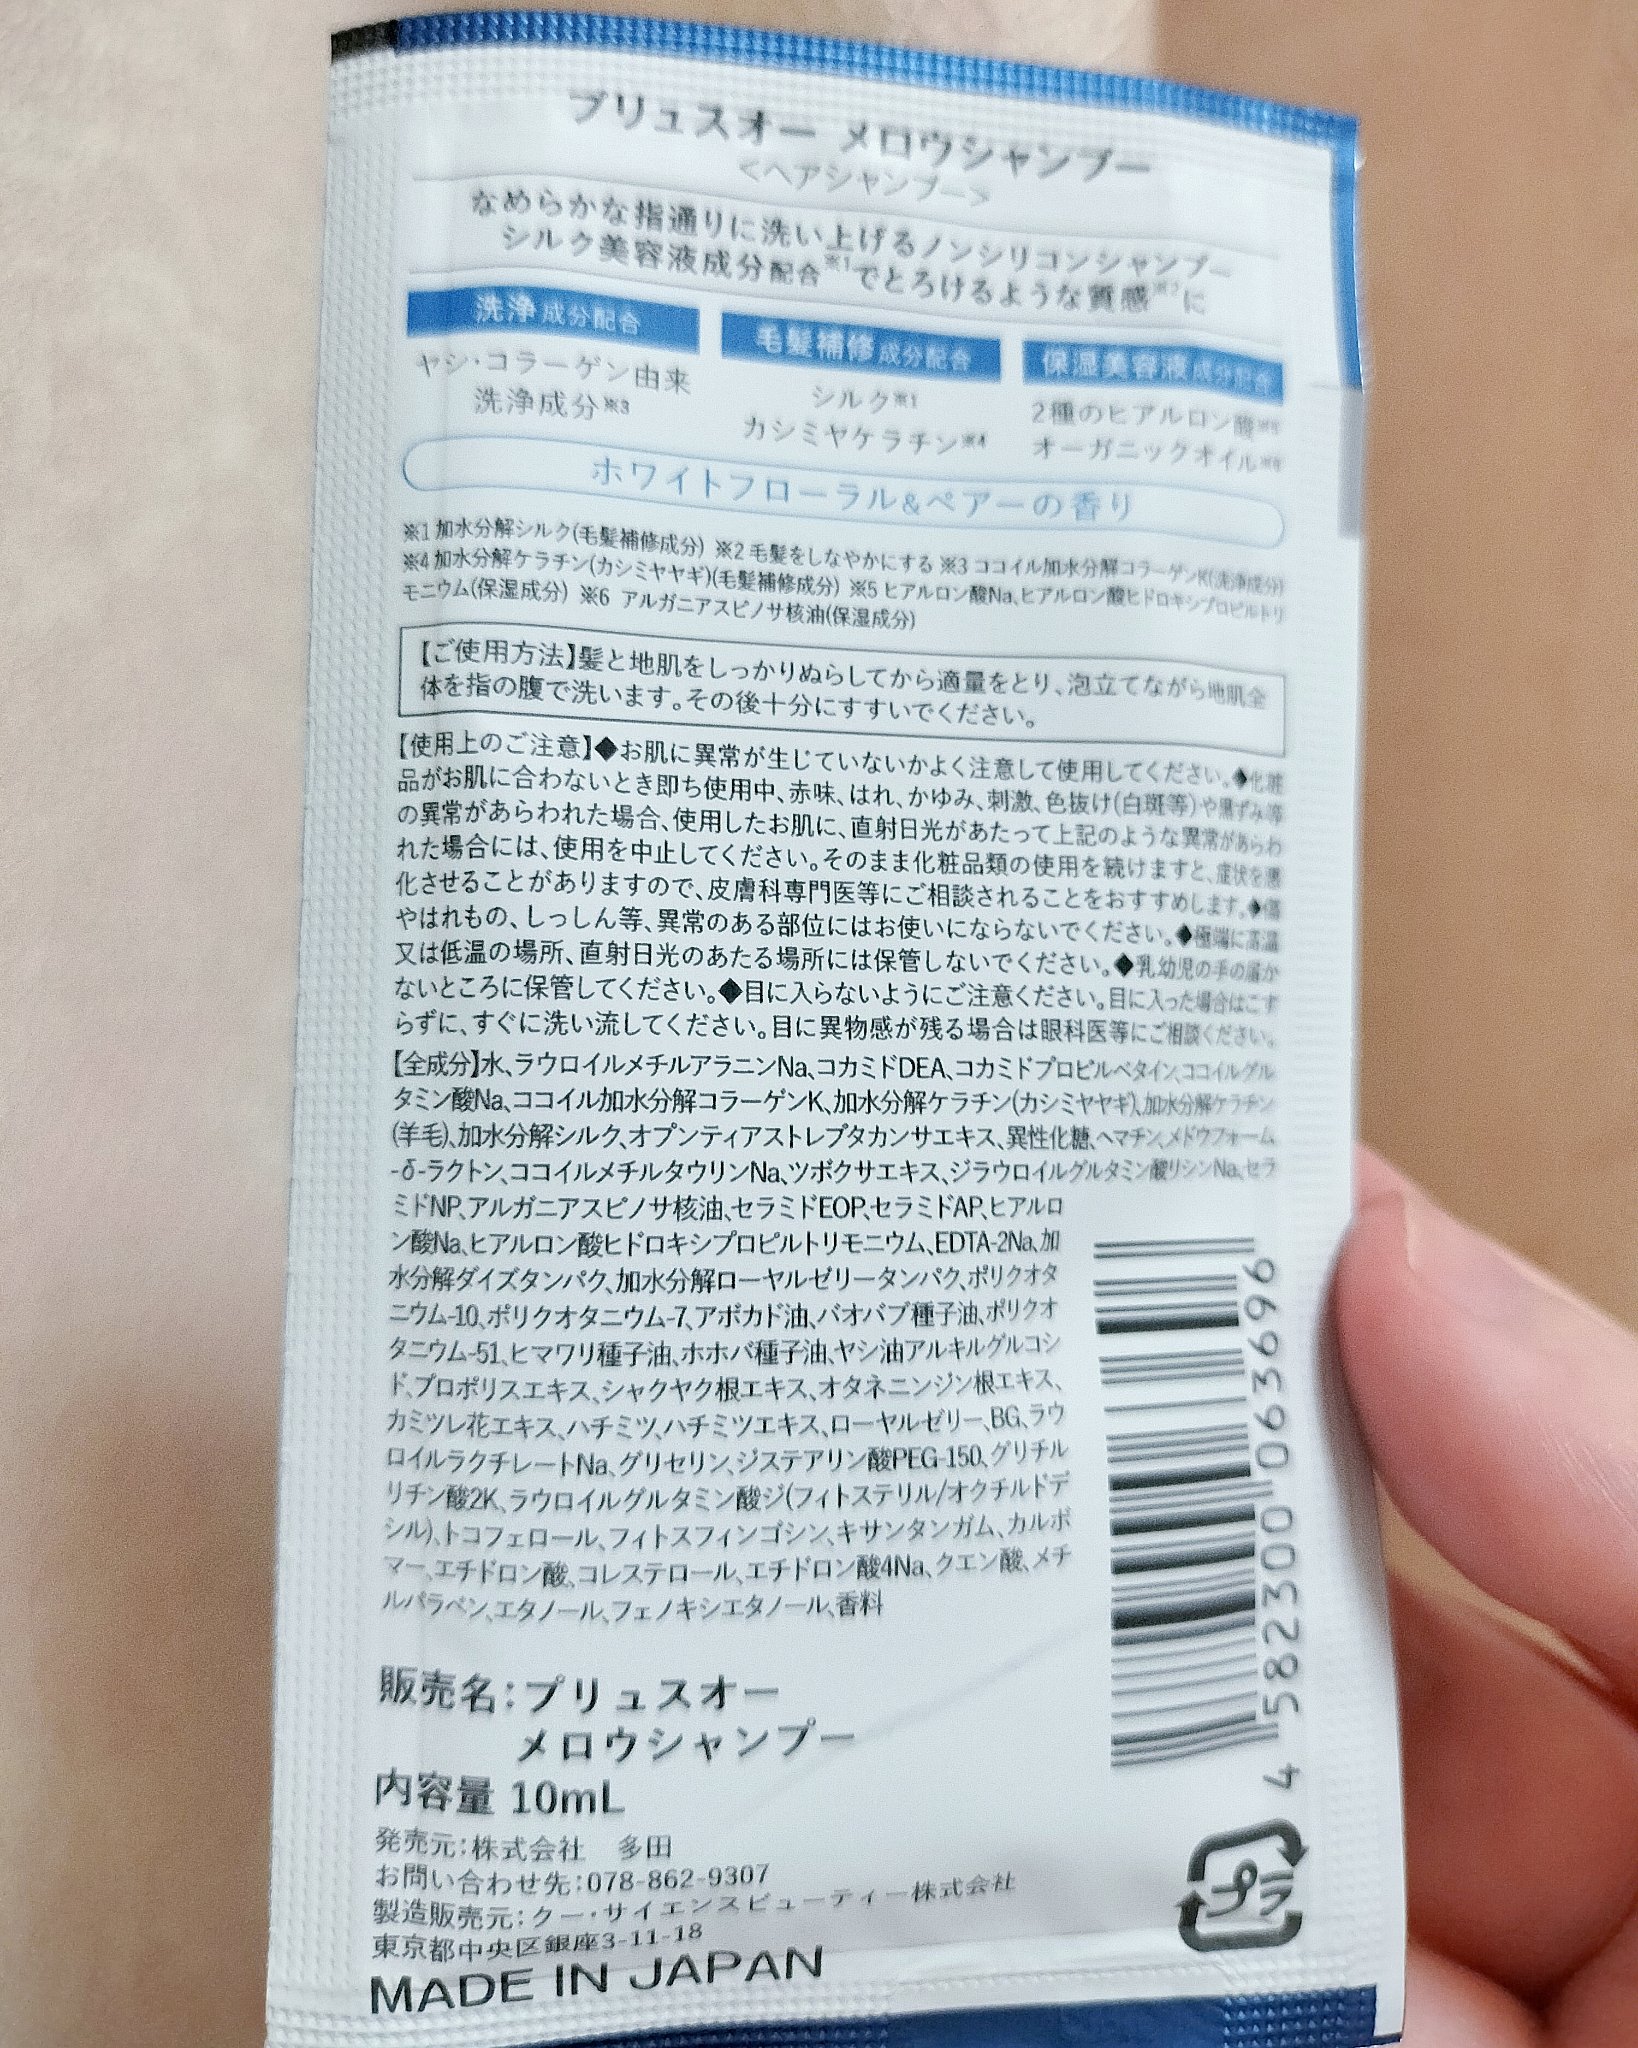 プリュスオー メロウシャンプー
<ヘアシャンプー>
なめらかな指通りに洗い上げるノンシリコンシャンプー
シルク美容液成分配合※1でとろけるような質感※2に
洗浄成分配合
ヤシ・コラーゲン由来
洗浄成分※3
毛髪補修成分配合
シルク※1
カシミヤケラチン※4
保湿美容液成分配合
2種のヒアルロン酸※5
オーガニックオイル※6
ホワイトフローラル&ペアーの香り
※1 加水分解シルク(毛髪補修成分) ※2 毛髪をしなやかにする ※3 ココイル加水分解コラーゲンK(洗浄成分)
※4 加水分解ケラチン(カシミヤヤギ)(毛髪補修成分) ※5 ヒアルロン酸Na、ヒアルロン酸ヒドロキシプロピルトリ
モニウム(保湿成分) ※6 アルガニアスピノサ核油(保湿成分)
【ご使用方法】髪と地肌をしっかりぬらしてから適量をとり、泡立てながら地肌全
体を指の腹で洗います。その後十分にすすいでください。
【使用上のご注意】◆お肌に異常が生じていないかよく注意して使用してください。◆化粧
品がお肌に合わないとき即ち使用中、赤味、はれ、かゆみ、刺激、色抜け(白斑等)や黒ずみ等
の異常があらわれた場合、使用したお肌に、直射日光があたって上記のような異常があらわ
れた場合には、使用を中止してください。そのまま化粧品類の使用を続けますと、症状を悪
化させることがありますので、皮膚科専門医等にご相談されることをおすすめします。◆傷
やはれもの、しっしん等、異常のある部位にはお使いにならないでください。◆極端に高温
又は低温の場所、直射日光のあたる場所には保管しないでください。◆乳幼児の手の届か
ないところに保管してください。◆目に入らないようにご注意ください。目に入った場合はこす
らずに、すぐに洗い流してください。目に異物感が残る場合は眼科医等にご相談ください。
【全成分】水、ラウロイルメチルアラニンNa、コカミドDEA、コカミドプロピルベタイン、ココイルグル
タミン酸Na、ココイル加水分解コラーゲンK、加水分解ケラチン(カシミヤヤギ)、加水分解ケラチン
(羊毛)、加水分解シルク、オプンティアストレプタカンサエキス、異性化糖、ヘマチン、メドウフォーム
-δ-ラクトン、ココイルメチルタウリンNa、ツボクサエキス、ジラウロイルグルタミン酸リシンNa、セラ
ミドNP、アルガニアスピノサ核油、セラミドEOP、セラミドAP、ヒアルロ
ン酸Na、ヒアルロン酸ヒドロキシプロピルトリモニウム、EDTA-2Na、加
水分解ダイズタンパク、加水分解ローヤルゼリータンパク、ポリクオタ
ニウム-10、ポリクオタニウム-7、アボカド油、バオバブ種子油、ポリクオ
タニウム-51、ヒマワリ種子油、ホホバ種子油、ヤシ油アルキルグルコシ
ド、プロポリスエキス、シャクヤク根エキス、オタネニンジン根エキス、
カミツレ花エキス、ハチミツ、ハチミツエキス、ローヤルゼリー、BG、ラウ
ロイルラクチレートNa、グリセリン、ジステアリン酸PEG-150、グリチル
リチン酸2K、ラウロイルグルタミン酸ジ(フィトステリル/オクチルドデ
シル)、トコフェロール、フィトスフィンゴシン、キサンタンガム、カルボ
マー、エチドロン酸、コレステロール、エチドロン酸4Na、クエン酸、メチ
ルパラベン、エタノール、フェノキシエタノール、香料
販売名:プリュスオー
メロウシャンプー
内容量 10mL
発売元:株式会社 多田
お問い合わせ先:078-862-9307
製造販売元:クー・サイエンスビューティー株式会社
東京都中央区銀座3-11-18
MADE IN JAPAN
4 582300 063696
プラ